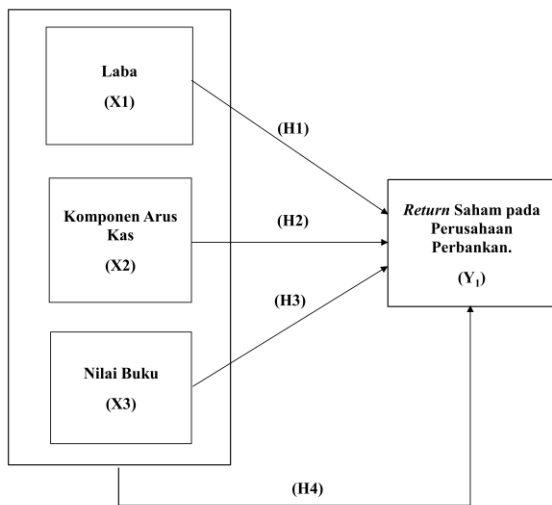 Laba
(X1)
(H1)
Komponen Arus
Kas
(X2)
(H2)
Return Saham pada
Perusahaan
Perbankan.
(Y₁)
(H3)
Nilai Buku
(X3)
(H4)